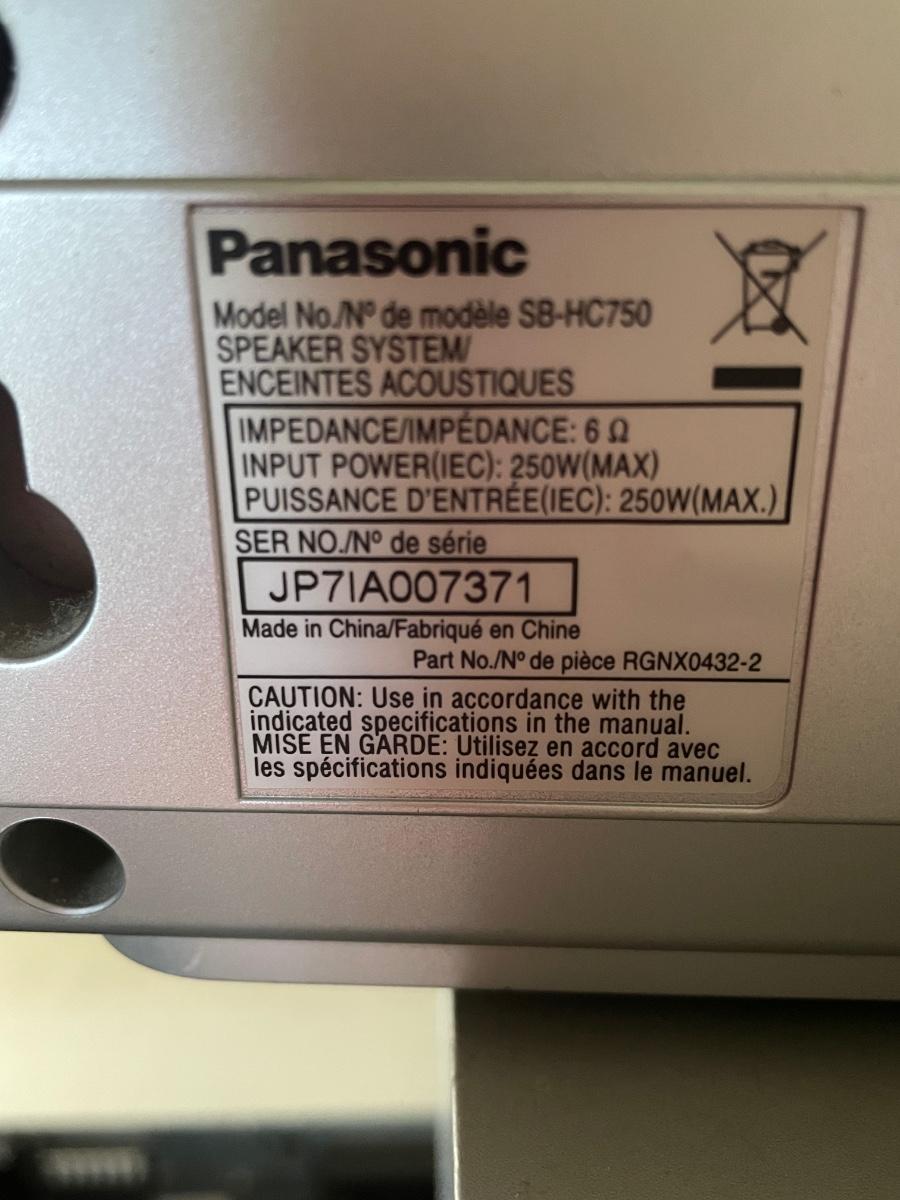 Panasonic
Model No./Nº de modèle SB-HC750
SPEAKER SYSTEM/
ENCEINTES ACOUSTIQUES
IMPEDANCE/IMPÉDANCE: 6 Ω
INPUT POWER(IEC): 250W(MAX)
PUISSANCE D'ENTRÉE(IEC): 250W(MAX.)
SER NO./Nº de série
JP7IA007371
Made in China/Fabriqué en Chine
Part No./Nº de pièce RGNX0432-2
CAUTION: Use in accordance with the
indicated specifications in the manual.
MISE EN GARDE: Utilisez en accord avec
les spécifications indiquées dans le manuel.